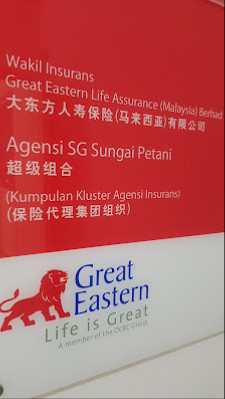 Wakil Insurans
Great Eastern Life Assurance (Malaysia) Berhad
大东方人寿保险(马来西亚)有限公司
Agensi SG Sungai Petani
超级组合
(Kumpulan Kluster Agensi Insurans)
(保险代理集团组织)
Great
Eastern
Life is Great
A member of the OCBC Group